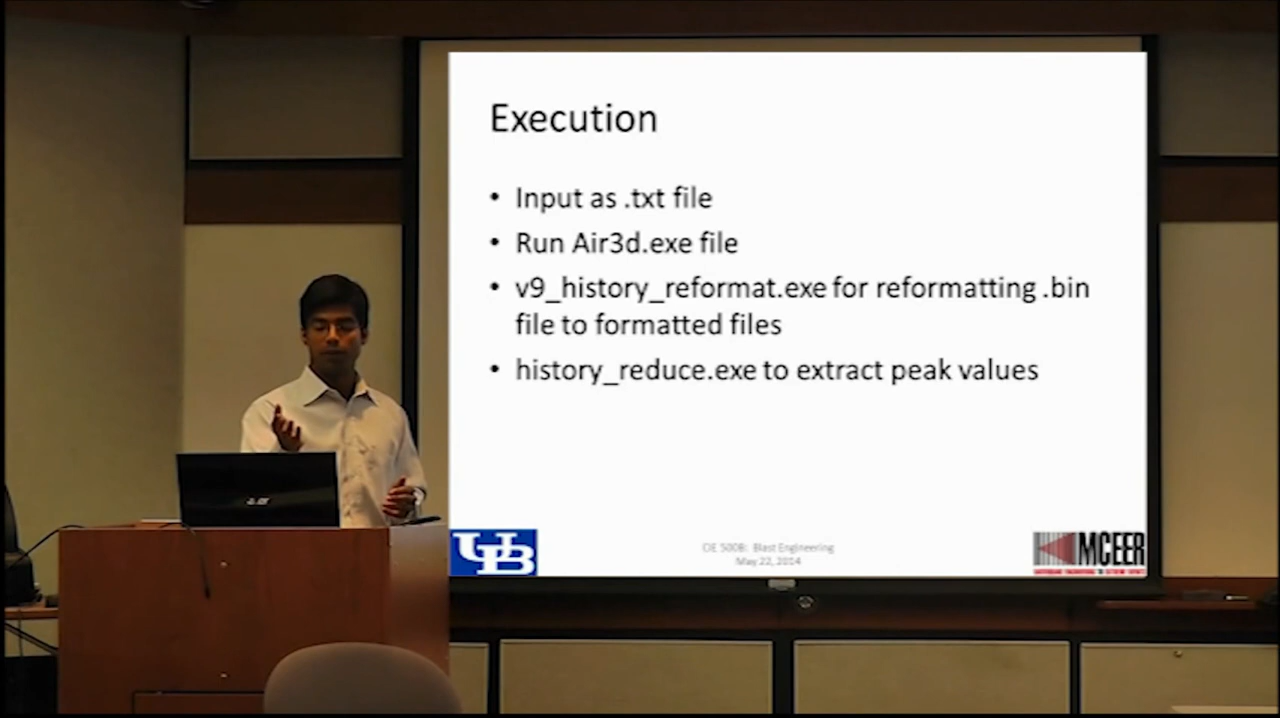 Execution
• Input as .txt file
• Run Air3d.exe file
• v9_history_reformat.exe for reformatting .bin
file to formatted files
• history_reduce.exe to extract peak values
UB
CIE 500B: Blast Engineering
May 22, 2014
MCEER